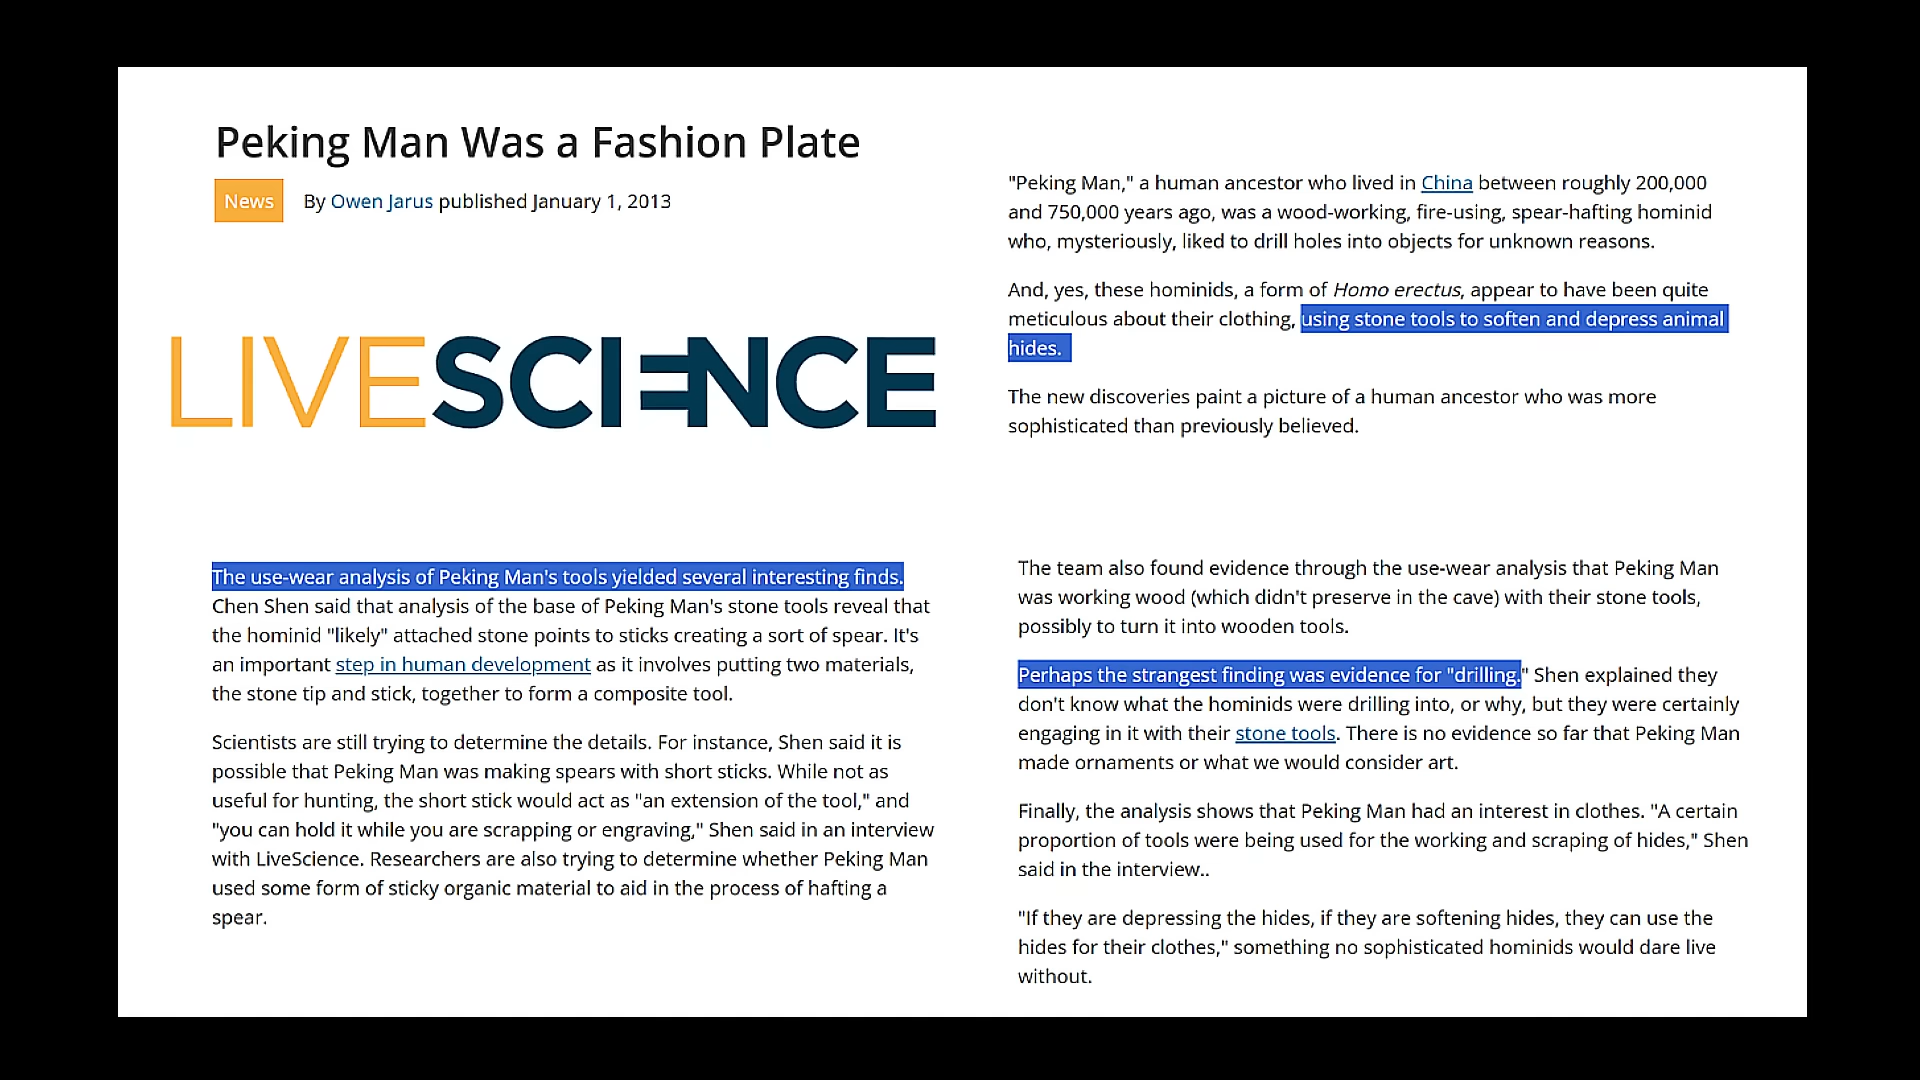 Peking Man Was a Fashion Plate
News By Owen Jarus published January 1, 2013
LIVESCIENCE
"Peking Man," a human ancestor who lived in China between roughly 200,000
and 750,000 years ago, was a wood-working, fire-using, spear-hafting hominid
who, mysteriously, liked to drill holes into objects for unknown reasons.
And, yes, these hominids, a form of Homo erectus, appear to have been quite
meticulous about their clothing, using stone tools to soften and depress animal
hides.
The new discoveries paint a picture of a human ancestor who was more
sophisticated than previously believed.
The use-wear analysis of Peking Man's tools yielded several interesting finds.
Chen Shen said that analysis of the base of Peking Man's stone tools reveal that
the hominid "likely" attached stone points to sticks creating a sort of spear. It's
an important step in human development as it involves putting two materials,
the stone tip and stick, together to form a composite tool.
Scientists are still trying to determine the details. For instance, Shen said it is
possible that Peking Man was making spears with short sticks. While not as
useful for hunting, the short stick would act as "an extension of the tool," and
"you can hold it while you are scrapping or engraving," Shen said in an interview
with LiveScience. Researchers are also trying to determine whether Peking Man
used some form of sticky organic material to aid in the process of hafting a
spear.
The team also found evidence through the use-wear analysis that Peking Man
was working wood (which didn't preserve in the cave) with their stone tools,
possibly to turn it into wooden tools.
Perhaps the strangest finding was evidence for "drilling." Shen explained they
don't know what the hominids were drilling into, or why, but they were certainly
engaging in it with their stone tools. There is no evidence so far that Peking Man
made ornaments or what we would consider art.
Finally, the analysis shows that Peking Man had an interest in clothes. "A certain
proportion of tools were being used for the working and scraping of hides," Shen
said in the interview..
"If they are depressing the hides, if they are softening hides, they can use the
hides for their clothes," something no sophisticated hominids would dare live
without.